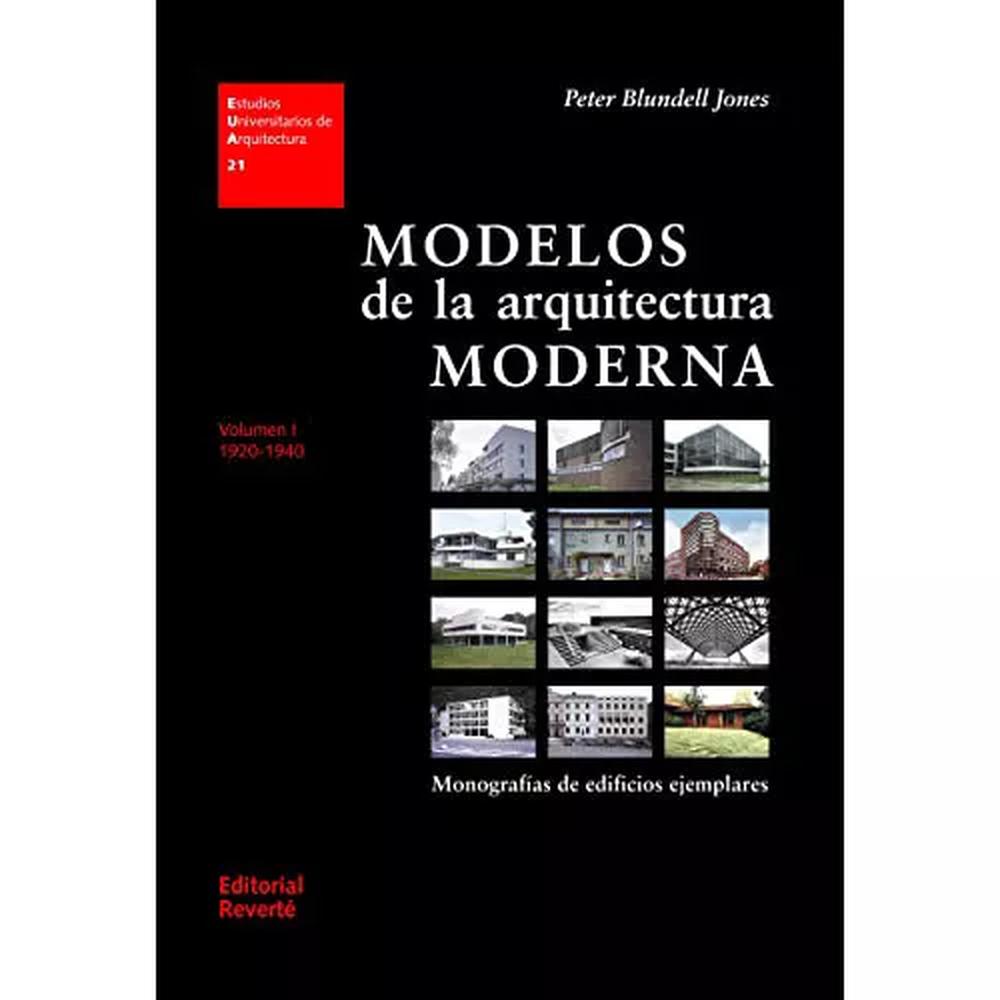 Estudios
Universitarios de
Arquitectura
21
Peter Blundell Jones
MODELOS
de la arquitectura
MODERNA
Volumen I
1920-1940
Monografías de edificios ejemplares
Editorial
Reverté